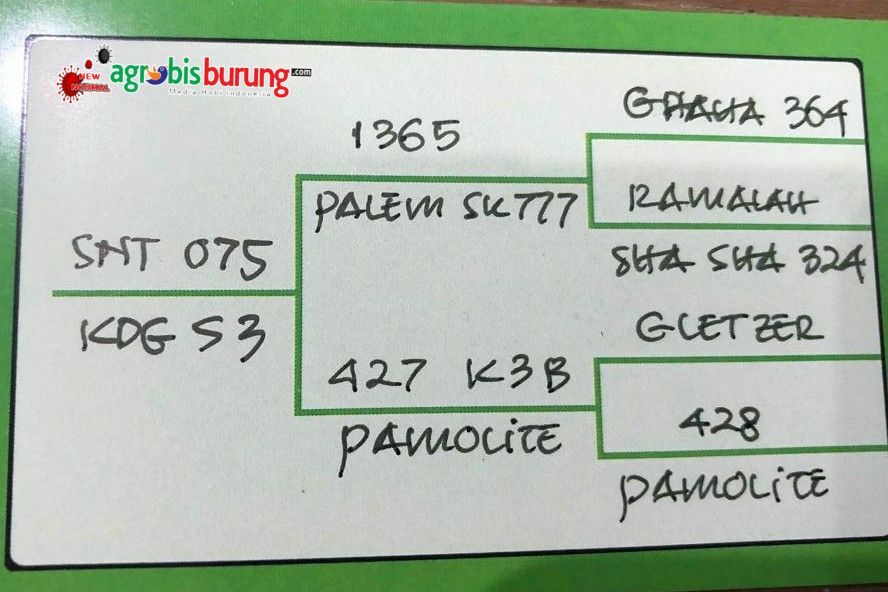 NEW
NORMAL
agrobisburung.com
Media Hobi Indonesia
GRAHA 364
1365
PALEM SK777
RAMALAH
SNT 075
SHA SHA 324
KDG S3
GLETZER
427 K3B
PAMOLITE
428
PAMOLITE